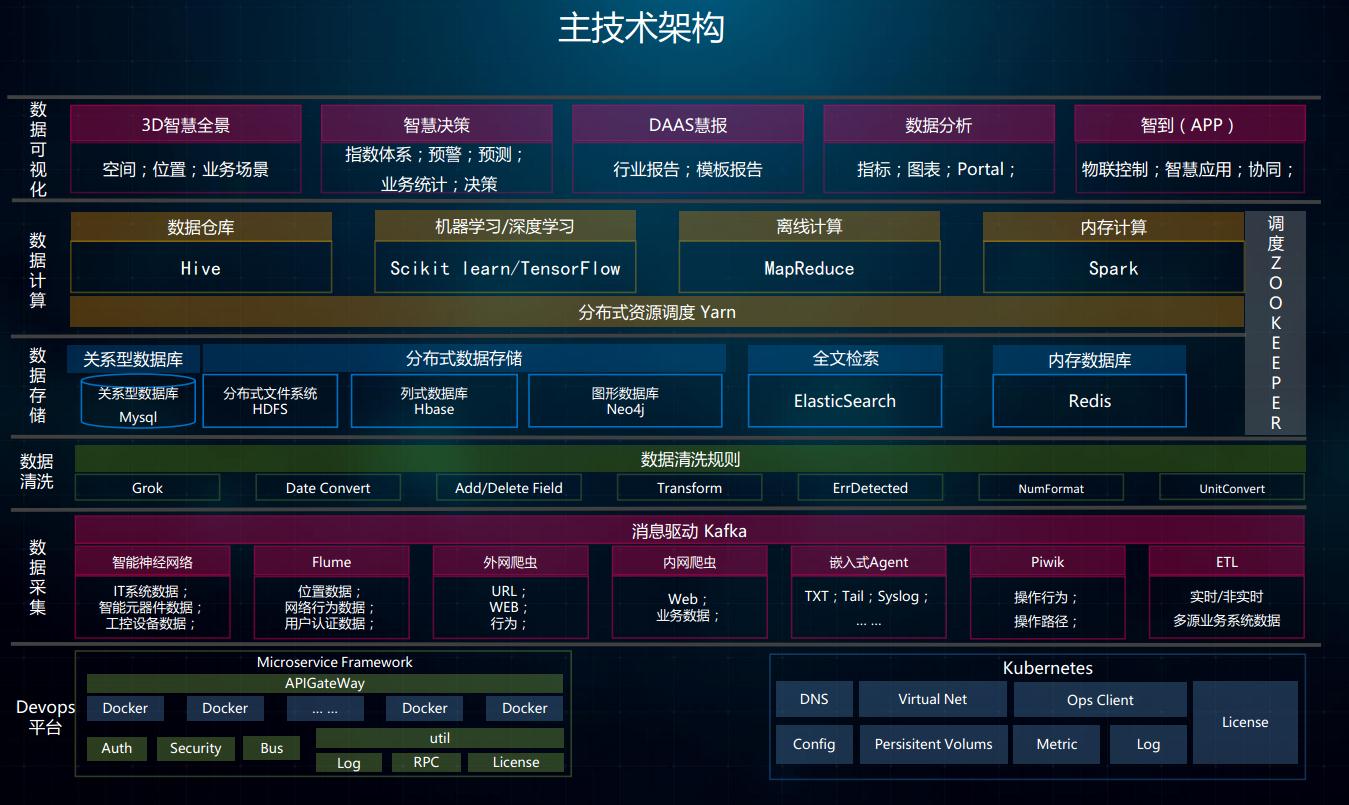 主技术架构
数据可视化
3D智慧全景
空间；位置；业务场景
智慧决策
指数体系；预警；预测；
业务统计；决策
DAAS慧报
行业报告；模板报告
数据分析
指标；图表；Portal；
智到（APP）
物联控制；智慧应用；协同；
数据计算
数据仓库
Hive
机器学习/深度学习
Scikit learn/TensorFlow
离线计算
MapReduce
内存计算
Spark
分布式资源调度 Yarn
调度ZOOKEEPER
数据存储
关系型数据库
关系型数据库
Mysql
分布式数据存储
分布式文件系统
HDFS
列式数据库
Hbase
图形数据库
Neo4j
全文检索
ElasticSearch
内存数据库
Redis
数据
清洗
数据清洗规则
Grok
Date Convert
Add/Delete Field
Transform
ErrDetected
NumFormat
UnitConvert
数据采集
消息驱动 Kafka
智能神经网络
IT系统数据；
智能元器件数据；
工控设备数据；
Flume
位置数据；
网络行为数据；
用户认证数据；
外网爬虫
URL；
WEB；
行为；
内网爬虫
Web；
业务数据；
嵌入式Agent
TXT；Tail；Syslog；
... ...
Piwik
操作行为；
操作路径；
ETL
实时/非实时
多源业务系统数据
Devops
平台
Microservice Framework
APIGateWay
Docker
Docker
... ...
Docker
Docker
Auth
Security
Bus
util
Log
RPC
License
Kubernetes
DNS
Virtual Net
Ops Client
License
Config
Persisitent Volums
Metric
Log